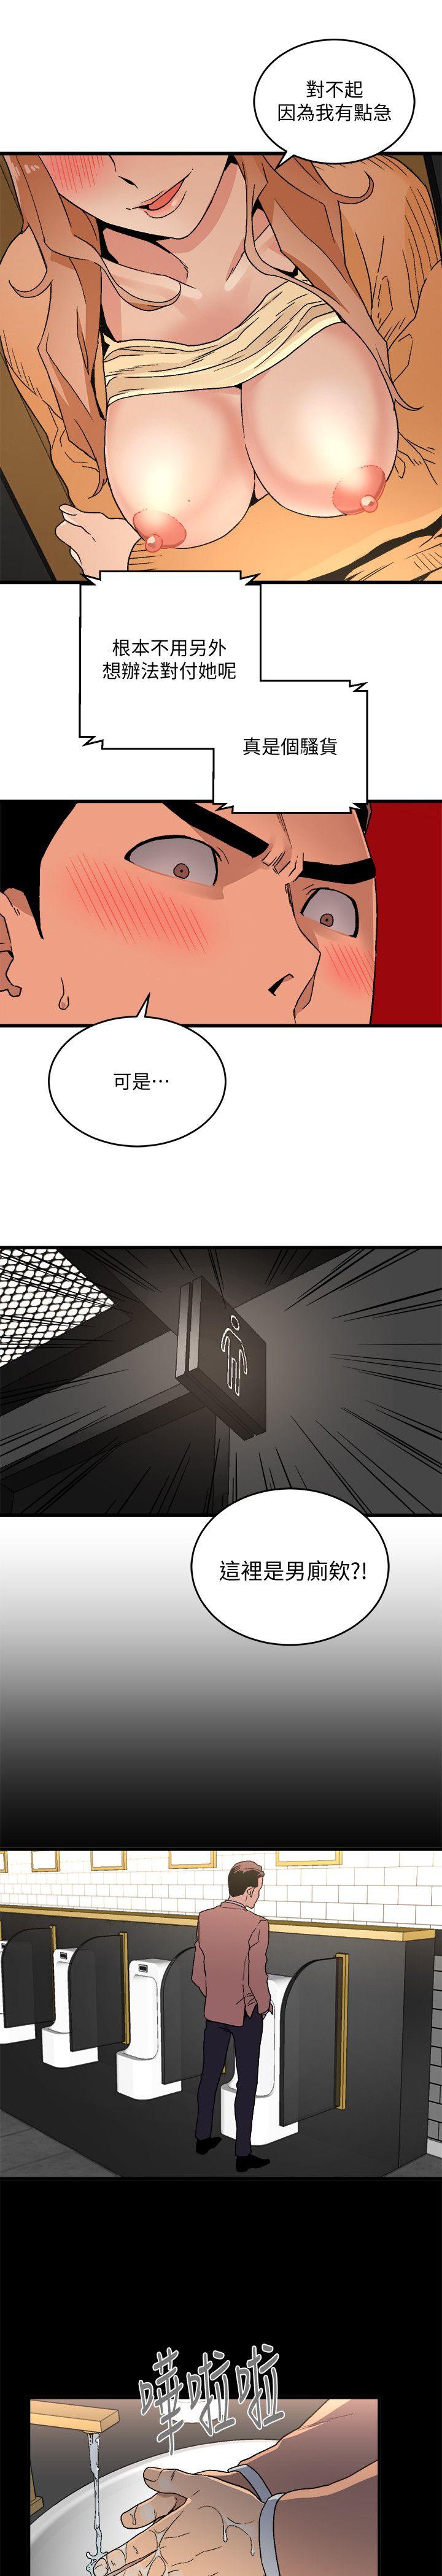 對不起
因為我有點急
根本不用另外
想辦法對付她呢
真是個騷貨
可是…
這裡是男廁欸?!
嘩啦啦